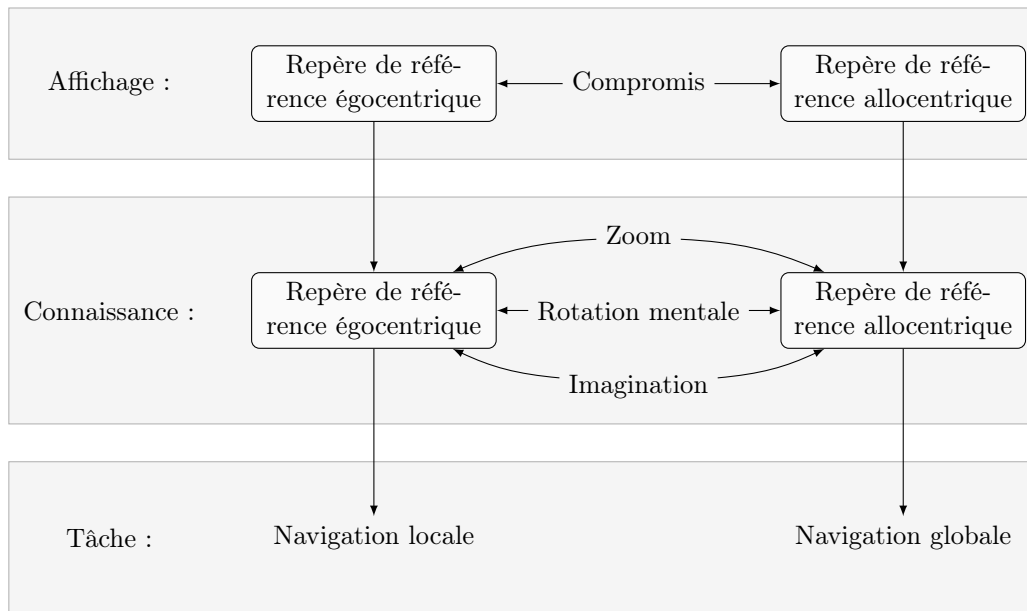 Affichage :
Repère de réfé-
rence égocentrique
Compromis
Repère de réfé-
rence allocentrique
Zoom
Connaissance :
Repère de réfé-
rence égocentrique
Rotation mentale
Repère de réfé-
rence allocentrique
Imagination
Tâche :
Navigation locale
Navigation globale